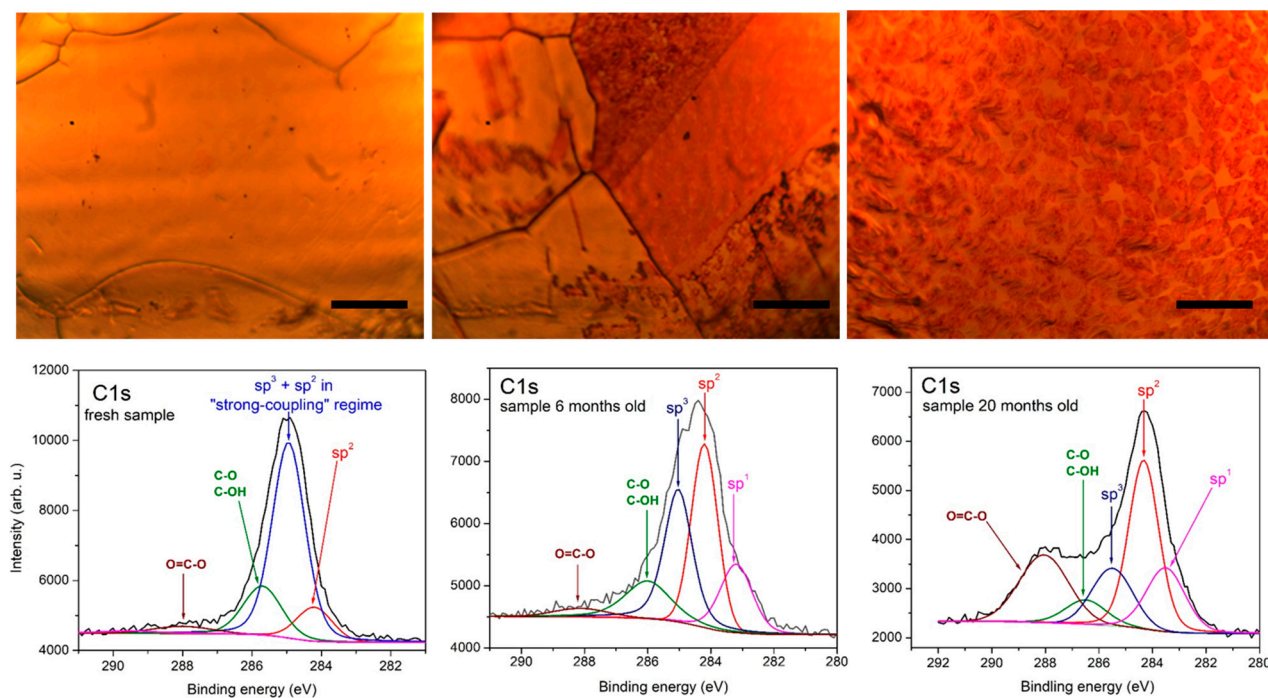 C1s
fresh sample
sp³ + sp² in
"strong-coupling" regime
sp²
C-O
C-OH
O=C-O
12000
10000
8000
6000
4000
Intensity (arb. u.)
290
288
286
284
282
Binding energy (eV)
C1s
sample 6 months old
sp²
sp³
sp¹
C-O
C-OH
O=C-O
8000
7000
6000
5000
4000
290
288
286
284
282
280
Binding energy (eV)
C1s
sample 20 months old
sp²
C-O
C-OH
sp³
sp¹
O=C-O
7000
6000
5000
4000
3000
2000
292
290
288
286
284
282
280
Bindling energy (eV)